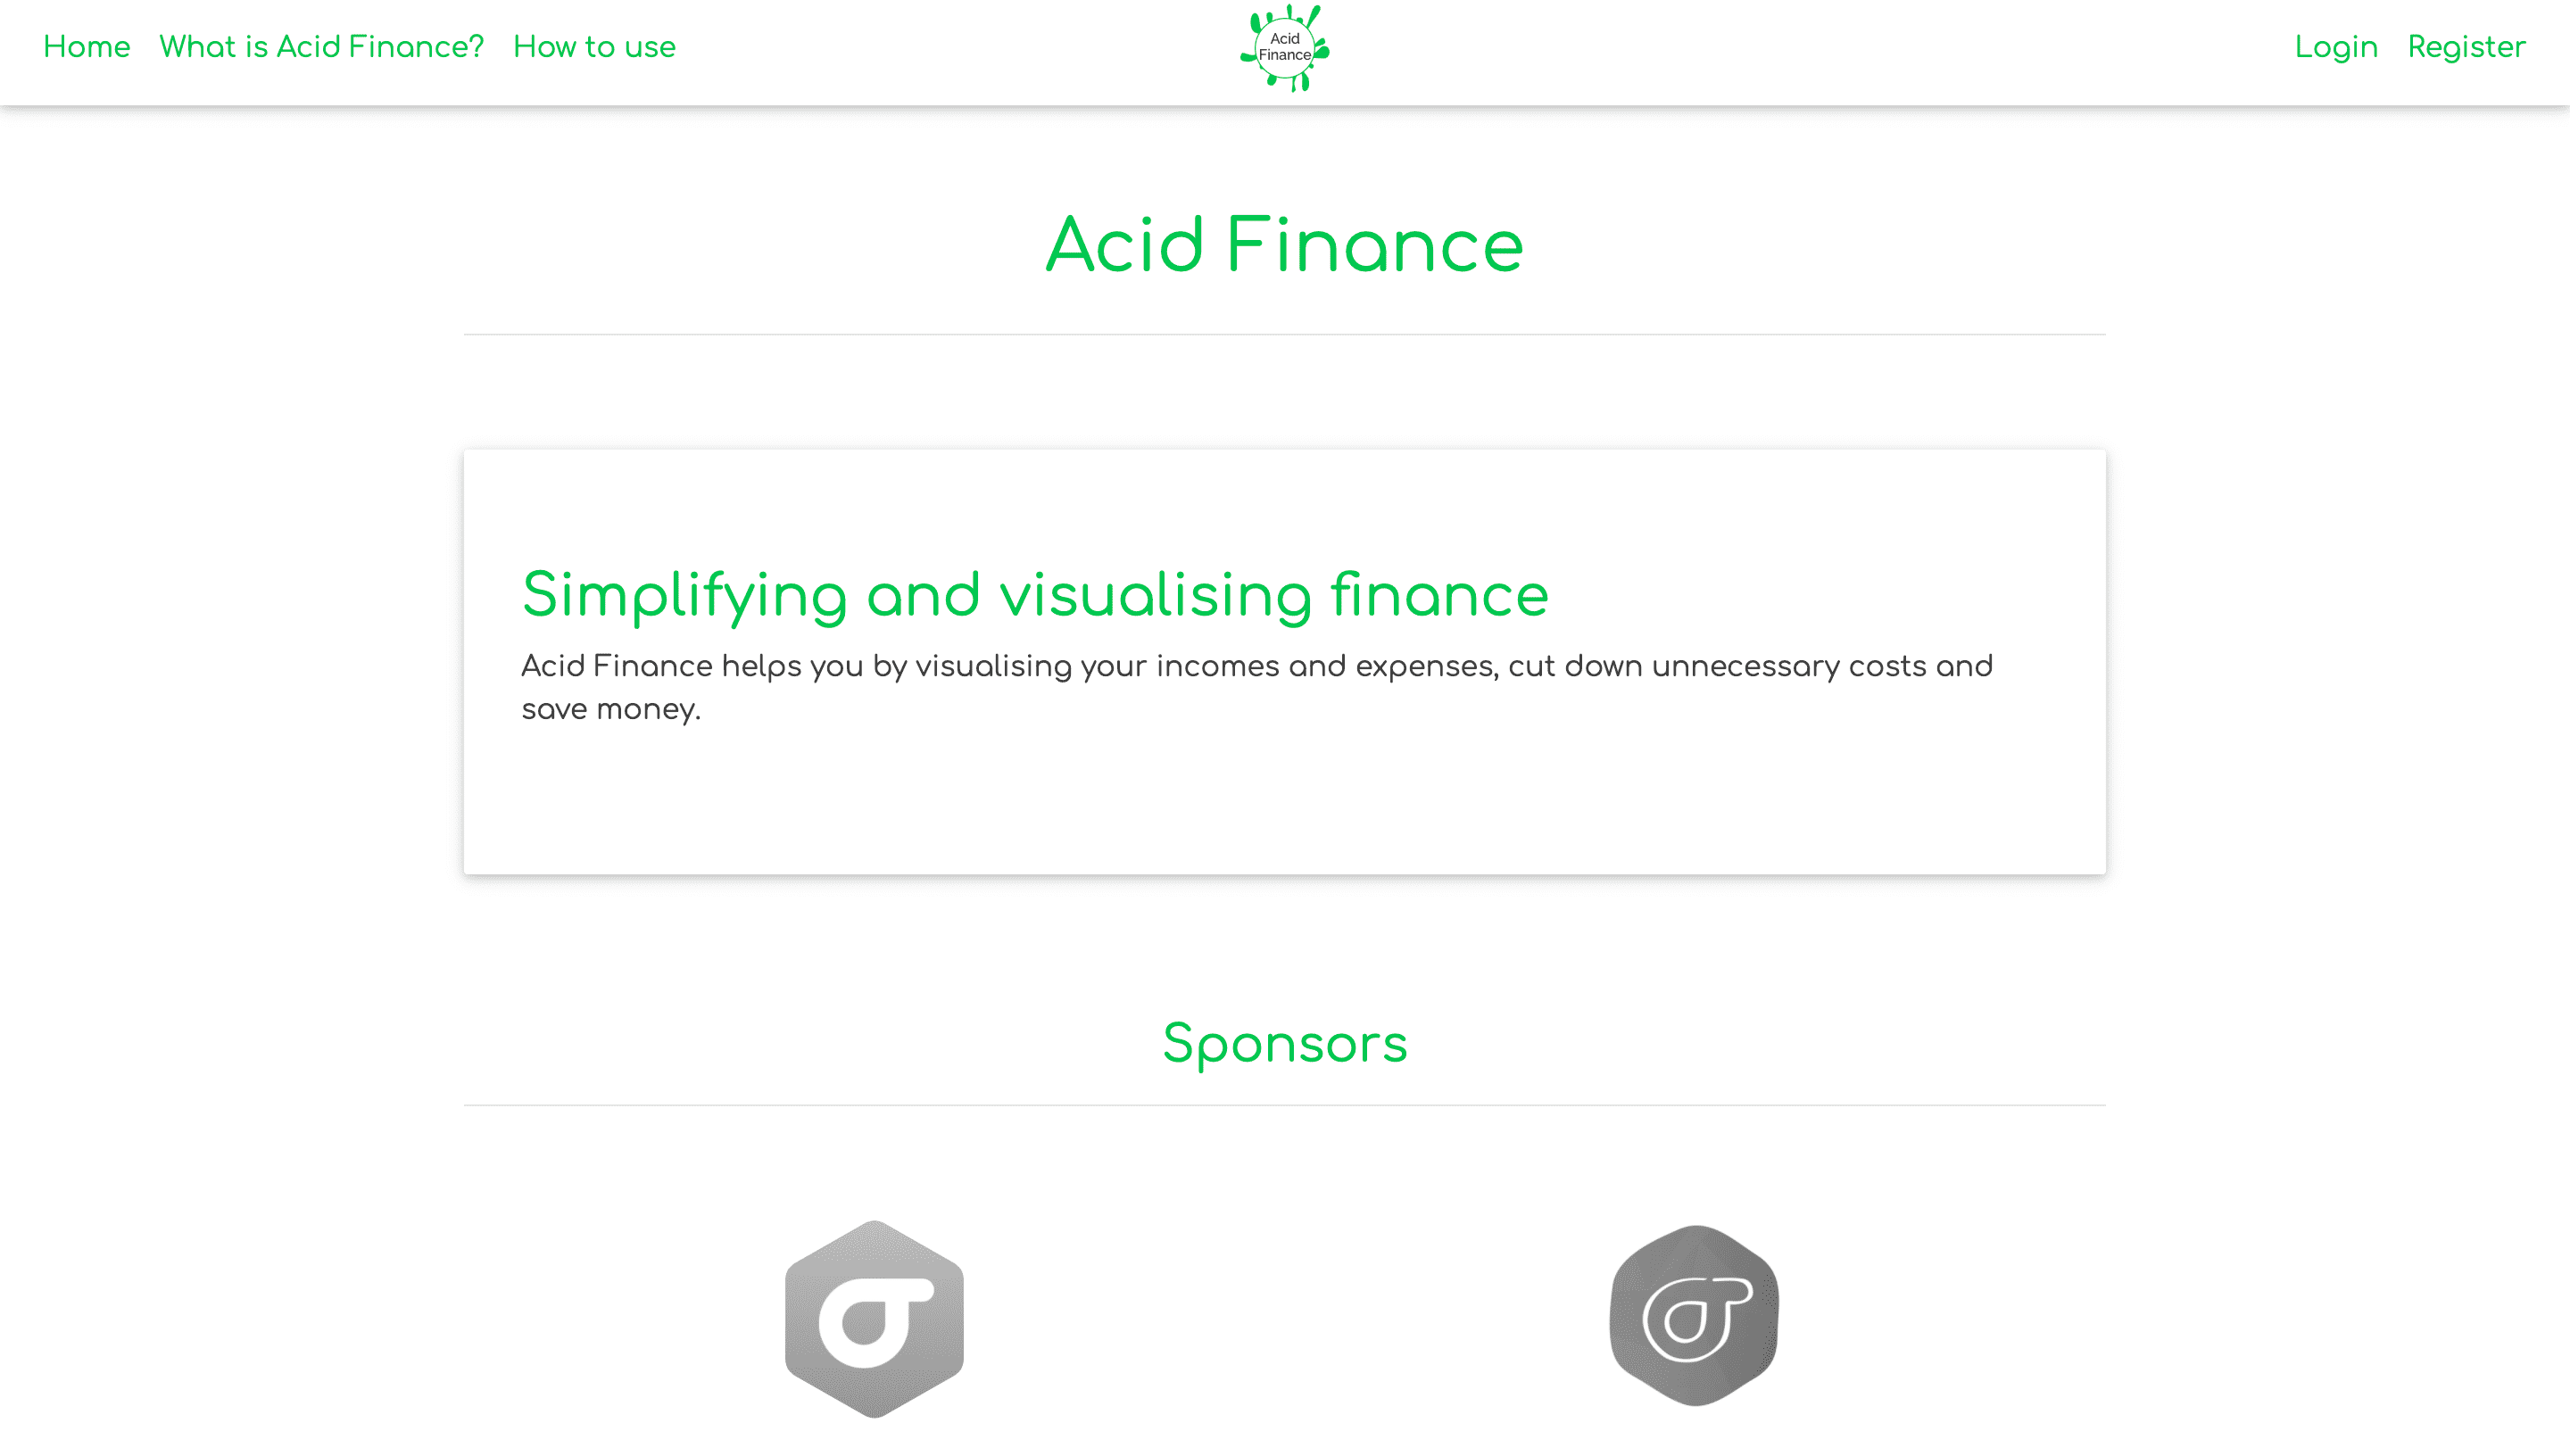 Home What is Acid Finance? How to use
Acid
Finance
Login Register
Acid Finance
Simplifying and visualising finance
Acid Finance helps you by visualising your incomes and expenses, cut down unnecessary costs and
save money.
Sponsors